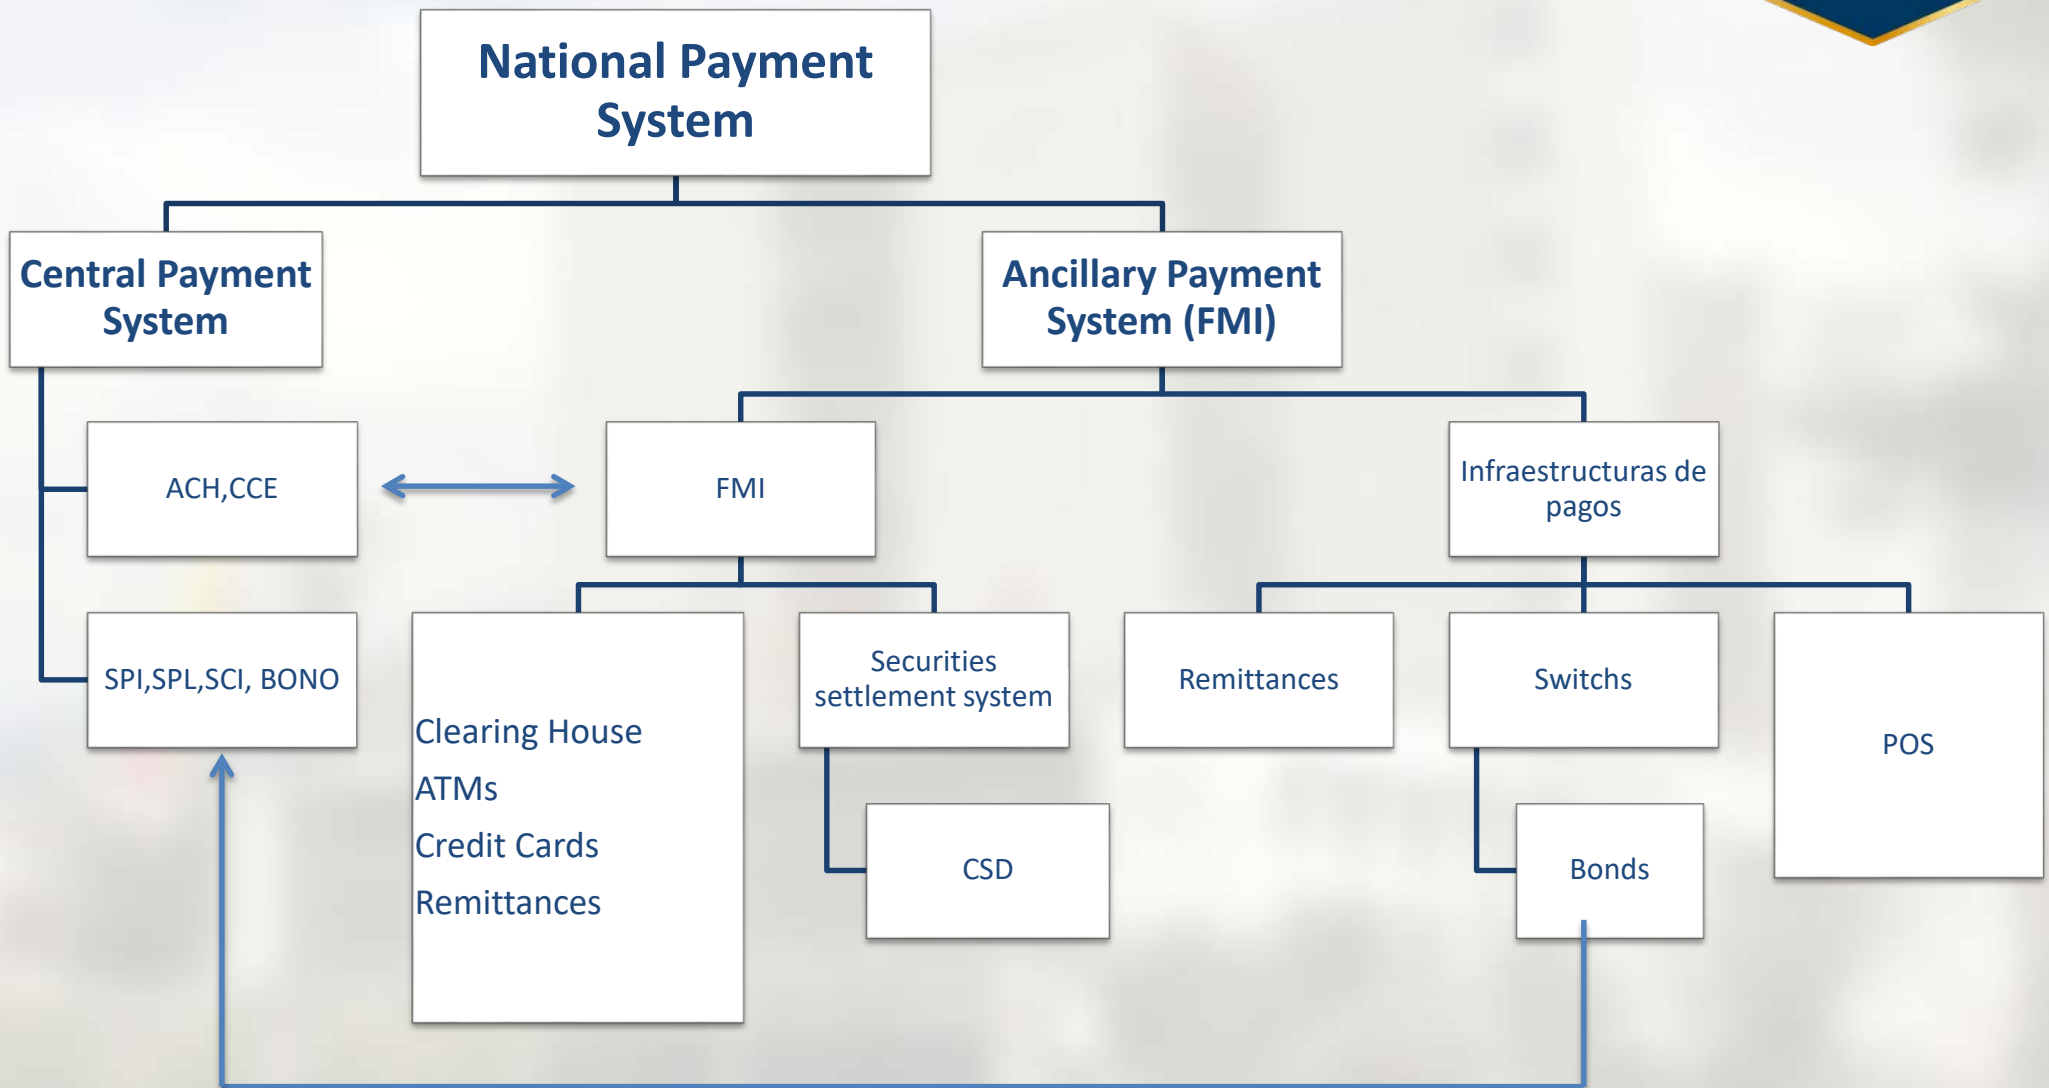 National Payment
System
Central Payment
System
Ancillary Payment
System (FMI)
ACH,CCE
FMI
Infraestructuras de
pagos
SPI,SPL,SCI, BONO
Clearing House
ATMs
Credit Cards
Remittances
Securities
settlement system
CSD
Remittances
Switchs
Bonds
POS